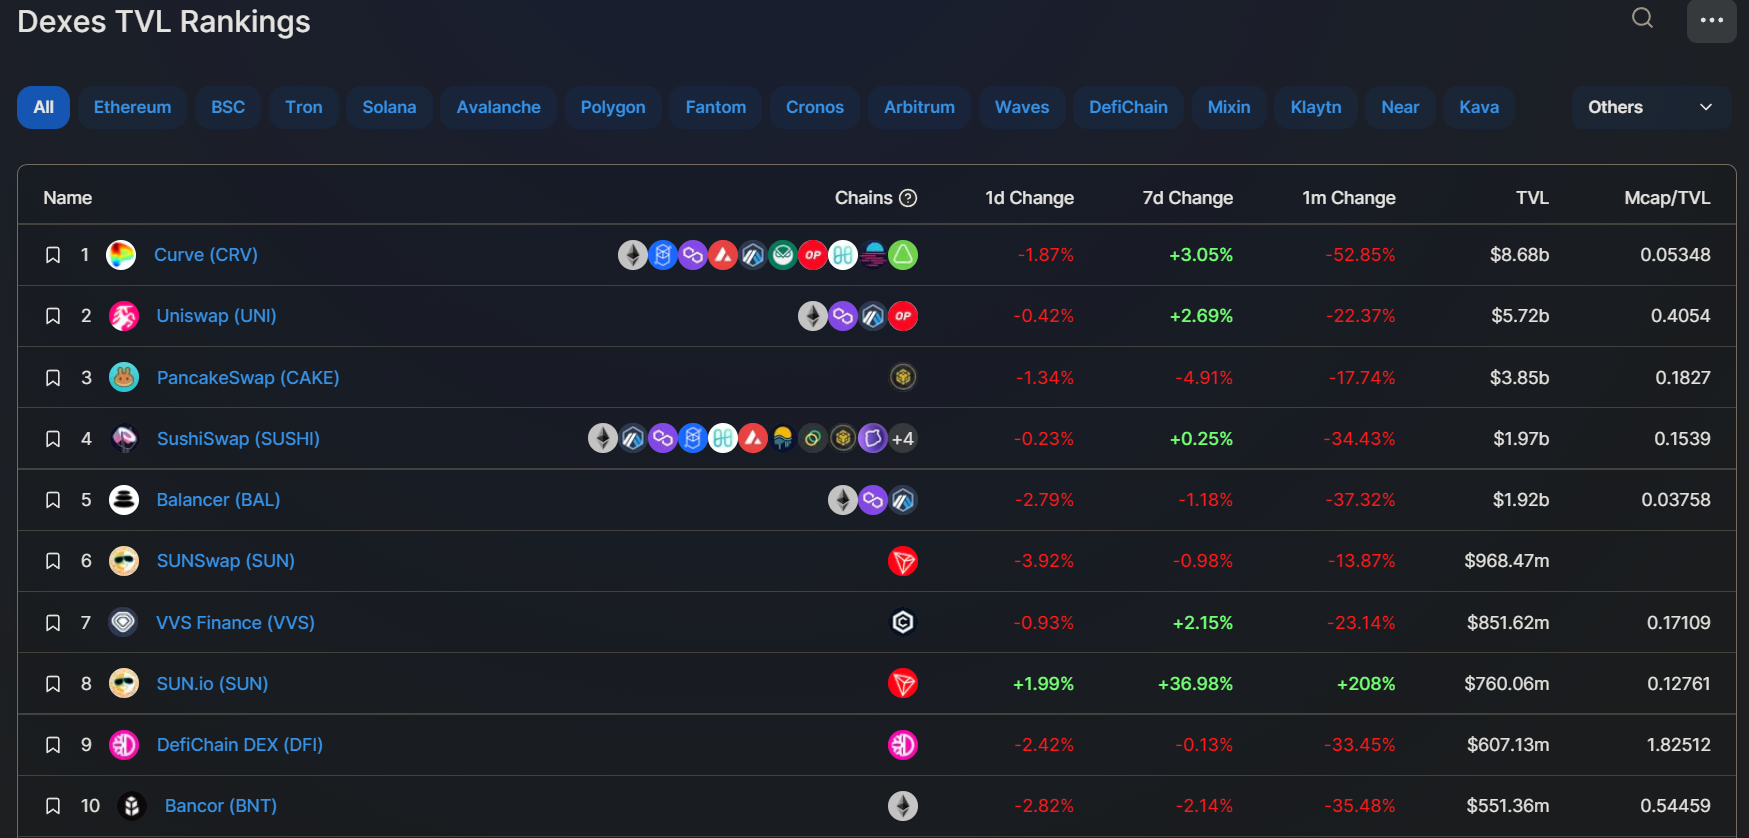 Dexes TVL Rankings
All Ethereum BSC Tron Solana Avalanche Polygon Fantom Cronos Arbitrum Waves DefiChain Mixin Klaytn Near Kava Others
Name Chains ? 1d Change 7d Change 1m Change TVL Mcap/TVL
1 Curve (CRV) OP -1.87% +3.05% -52.85% $8.68b 0.05348
2 Uniswap (UNI) OP -0.42% +2.69% -22.37% $5.72b 0.4054
3 PancakeSwap (CAKE) -1.34% -4.91% -17.74% $3.85b 0.1827
4 SushiSwap (SUSHI) +4 -0.23% +0.25% -34.43% $1.97b 0.1539
5 Balancer (BAL) -2.79% -1.18% -37.32% $1.92b 0.03758
6 SUNSwap (SUN) -3.92% -0.98% -13.87% $968.47m
7 VVS Finance (VVS) -0.93% +2.15% -23.14% $851.62m 0.17109
8 SUN.io (SUN) +1.99% +36.98% +208% $760.06m 0.12761
9 DefiChain DEX (DFI) -2.42% -0.13% -33.45% $607.13m 1.82512
10 Bancor (BNT) -2.82% -2.14% -35.48% $551.36m 0.54459